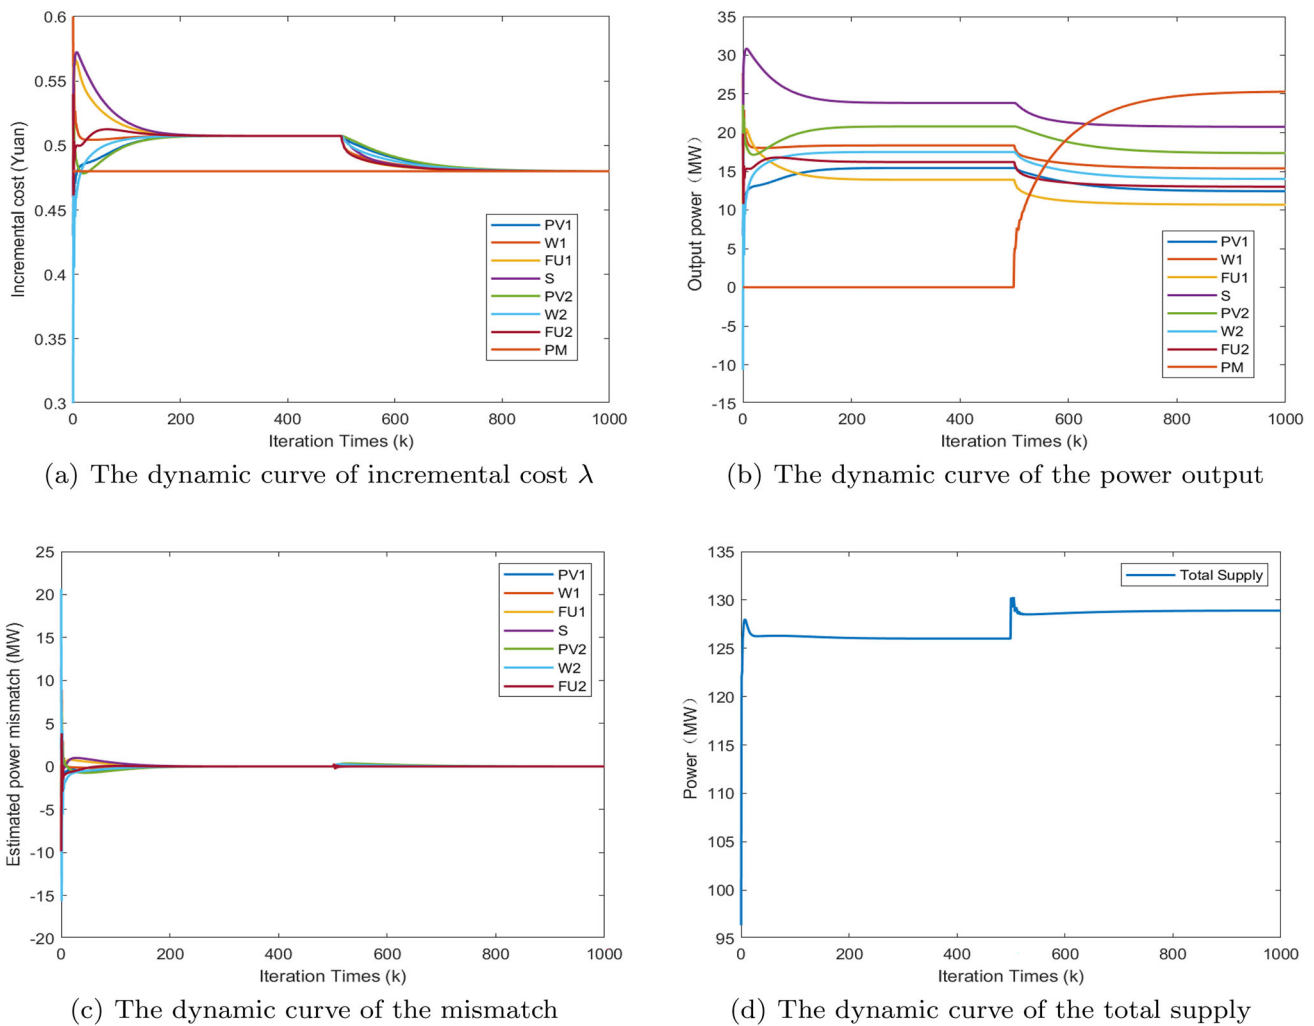 0.6
0.55
0.5
0.45
0.4
0.35
0.3
Incremental cost (Yuan)
PV1
W1
FU1
S
PV2
W2
FU2
PM
0 200 400 600 800 1000
Iteration Times (k)
(a) The dynamic curve of incremental cost λ
35
30
25
20
15
10
5
0
-5
-10
-15
Output power（MW）
PV1
W1
FU1
S
PV2
W2
FU2
PM
0 200 400 600 800 1000
Iteration Times (k)
(b) The dynamic curve of the power output
25
20
15
10
5
0
-5
-10
-15
-20
Estimated power mismatch (MW)
PV1
W1
FU1
S
PV2
W2
FU2
0 200 400 600 800 1000
Iteration Times (k)
(c) The dynamic curve of the mismatch
135
130
125
120
115
110
105
100
95
Power（MW）
Total Supply
0 200 400 600 800 1000
Iteration Times (k)
(d) The dynamic curve of the total supply